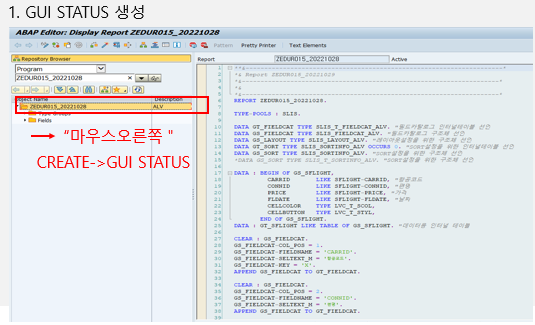 1. GUI STATUS 생성
ABAP Editor: Display Report ZEDUR015_20221028
Pattern Pretty Printer Text Elements
Repository Browser
Program
ZEDUR015_20221028
Object Name Description
ZEDUR015_20221028 ALV
Fields
"마우스오른쪽 "
CREATE->GUI STATUS
Report ZEDUR015_20221028 Active
*& Report ZEDUR015_20221028
REPORT ZEDUR015_20221028.
TYPE-POOLS : SLIS.
DATA GT_FIELDCAT TYPE SLIS_T_FIELDCAT_ALV. "필드카탈로그 인터널테이블 선언
DATA GS_FIELDCAT TYPE SLIS_FIELDCAT_ALV. "필드카탈로그 구조체 선언
DATA GS_LAYOUT TYPE SLIS_LAYOUT_ALV. "레이아웃설정을 위한 구조체 선언
DATA GT_SORT TYPE SLIS_SORTINFO_ALV OCCURS 0. "SORT설정을 위한 인터널테이블 선언
DATA GS_SORT TYPE SLIS_SORTINFO_ALV. "SORT설정을 위한 구조체 선언
*DATA GS_SORT TYPE SLIS_T_SORTINFO_ALV. "SORT설정을 위한 구조체 선언
DATA : BEGIN OF GS_SFLIGHT,
CARRID LIKE SFLIGHT-CARRID, "항공코드
CONNID LIKE SFLIGHT-CONNID, "편명
PRICE LIKE SFLIGHT-PRICE, "가격
FLDATE LIKE SFLIGHT-FLDATE, "날짜
CELLCOLOR TYPE LVC_T_SCOL,
CELLBUTTON TYPE LVC_T_STYL,
END OF GS_SFLIGHT.
DATA : GT_SFLIGHT LIKE TABLE OF GS_SFLIGHT. "데이타용 인터널 테이블
CLEAR : GS_FIELDCAT.
GS_FIELDCAT-COL_POS = 1.
GS_FIELDCAT-FIELDNAME = 'CARRID'.
GS_FIELDCAT-SELTEXT_M = '항공코드'.
GS_FIELDCAT-KEY = 'X'.
APPEND GS_FIELDCAT TO GT_FIELDCAT.
CLEAR : GS_FIELDCAT.
GS_FIELDCAT-COL_POS = 2.
GS_FIELDCAT-FIELDNAME = 'CONNID'.
GS_FIELDCAT-SELTEXT_M = '편명'.
APPEND GS_FIELDCAT TO GT_FIELDCAT.